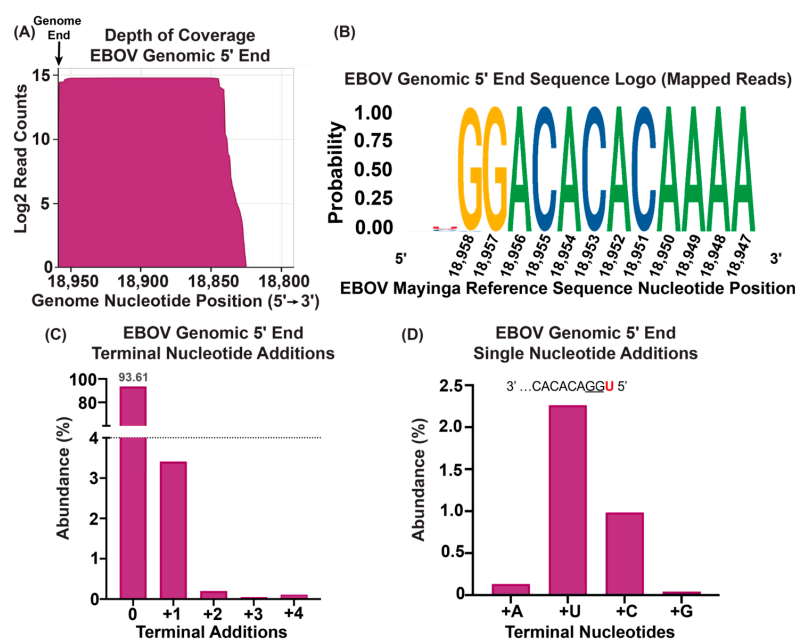 (A)
Genome
End
Depth of Coverage
EBOV Genomic 5' End
Log2 Read Counts
15
10
5
0
18,950
18,900
18,850
18,800
Genome Nucleotide Position (5'→3')
(B)
EBOV Genomic 5' End Sequence Logo (Mapped Reads)
Probability
1.00
0.75
0.50
0.25
0.00
GGACACACAAAA
5'
18,958
18,957
18,956
18,955
18,954
18,953
18,952
18,951
18,950
18,949
18,948
18,947
3'
EBOV Mayinga Reference Sequence Nucleotide Position
(C)
EBOV Genomic 5' End
Terminal Nucleotide Additions
Abundance (%)
100
80
4
3
2
1
0
93.61
0
+1
+2
+3
+4
Terminal Additions
(D)
EBOV Genomic 5' End
Single Nucleotide Additions
3' ...CACACAGGU 5'
Abundance (%)
2.5
2.0
1.5
1.0
0.5
0
+A
+U
+C
+G
Terminal Nucleotides